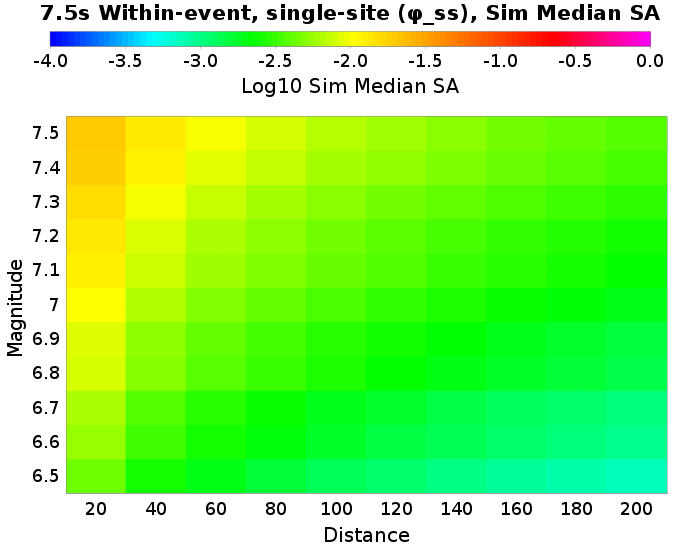 7.5s Within-event, single-site (φ_ss), Sim Median SA
-4.0 -3.5 -3.0 -2.5 -2.0 -1.5 -1.0 -0.5 0.0
Log10 Sim Median SA
7.5
7.4
7.3
7.2
7.1
7
6.9
6.8
6.7
6.6
6.5
Magnitude
20 40 60 80 100 120 140 160 180 200
Distance